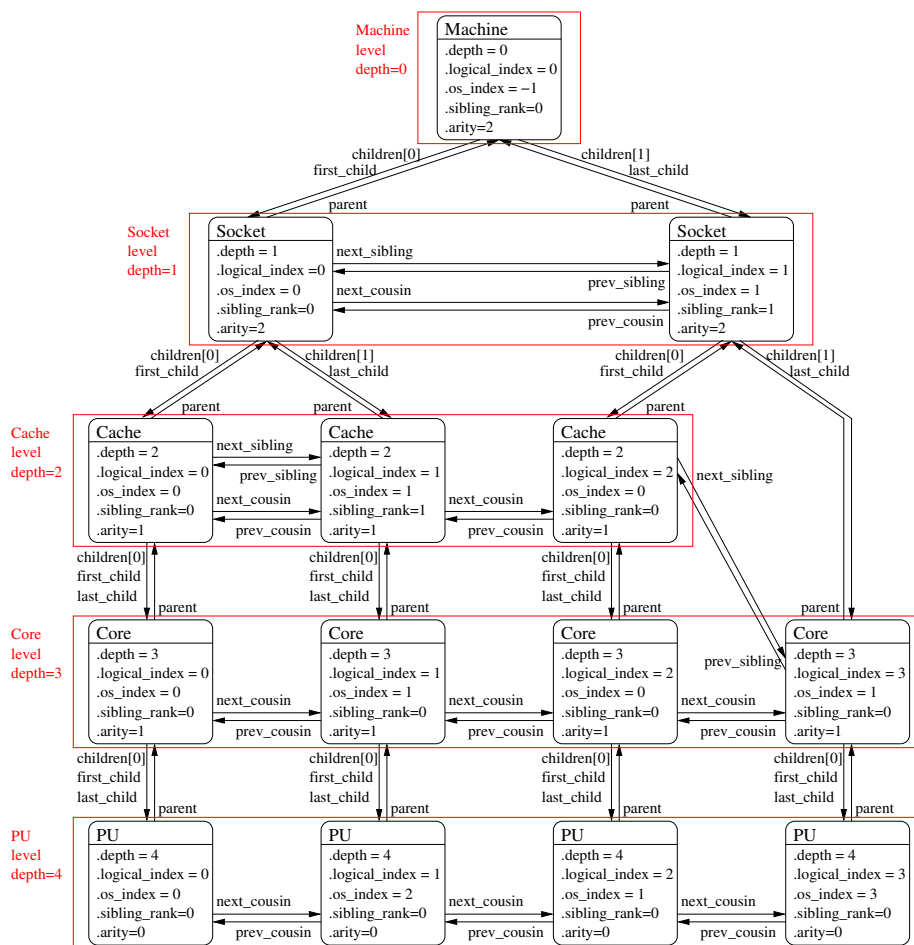 Machine
level
depth=0
Machine
.depth = 0
.logical_index = 0
.os_index = −1
.sibling_rank=0
.arity=2
children[0]
first_child
parent
children[1]
last_child
parent
Socket
level
depth=1
Socket
.depth = 1
.logical_index =0
.os_index = 0
.sibling_rank=0
.arity=2
next_sibling
prev_sibling
next_cousin
prev_cousin
Socket
.depth = 1
.logical_index = 1
.os_index = 1
.sibling_rank=1
.arity=2
children[0]
first_child
parent
children[1]
last_child
parent
children[0]
first_child
parent
children[1]
last_child
Cache
level
depth=2
Cache
.depth = 2
.logical_index = 0
.os_index = 0
.sibling_rank=0
.arity=1
next_sibling
prev_sibling
next_cousin
prev_cousin
Cache
.depth = 2
.logical_index = 1
.os_index = 1
.sibling_rank=1
.arity=1
next_cousin
prev_cousin
Cache
.depth = 2
.logical_index = 2
.os_index = 0
.sibling_rank=0
.arity=1
next_sibling
prev_sibling
children[0]
first_child
last_child
parent
children[0]
first_child
last_child
parent
children[0]
first_child
last_child
parent
parent
Core
level
depth=3
Core
.depth = 3
.logical_index = 0
.os_index = 0
.sibling_rank=0
.arity=1
next_cousin
prev_cousin
Core
.depth = 3
.logical_index = 1
.os_index = 1
.sibling_rank=0
.arity=1
next_cousin
prev_cousin
Core
.depth = 3
.logical_index = 2
.os_index = 0
.sibling_rank=0
.arity=1
next_cousin
prev_cousin
Core
.depth = 3
.logical_index = 3
.os_index = 1
.sibling_rank=1
.arity=1
children[0]
first_child
last_child
parent
children[0]
first_child
last_child
parent
children[0]
first_child
last_child
parent
children[0]
first_child
last_child
parent
PU
level
depth=4
PU
.depth = 4
.logical_index = 0
.os_index = 0
.sibling_rank=0
.arity=0
next_cousin
prev_cousin
PU
.depth = 4
.logical_index = 1
.os_index = 2
.sibling_rank=0
.arity=0
next_cousin
prev_cousin
PU
.depth = 4
.logical_index = 2
.os_index = 1
.sibling_rank=0
.arity=0
next_cousin
prev_cousin
PU
.depth = 4
.logical_index = 3
.os_index = 3
.sibling_rank=0
.arity=0